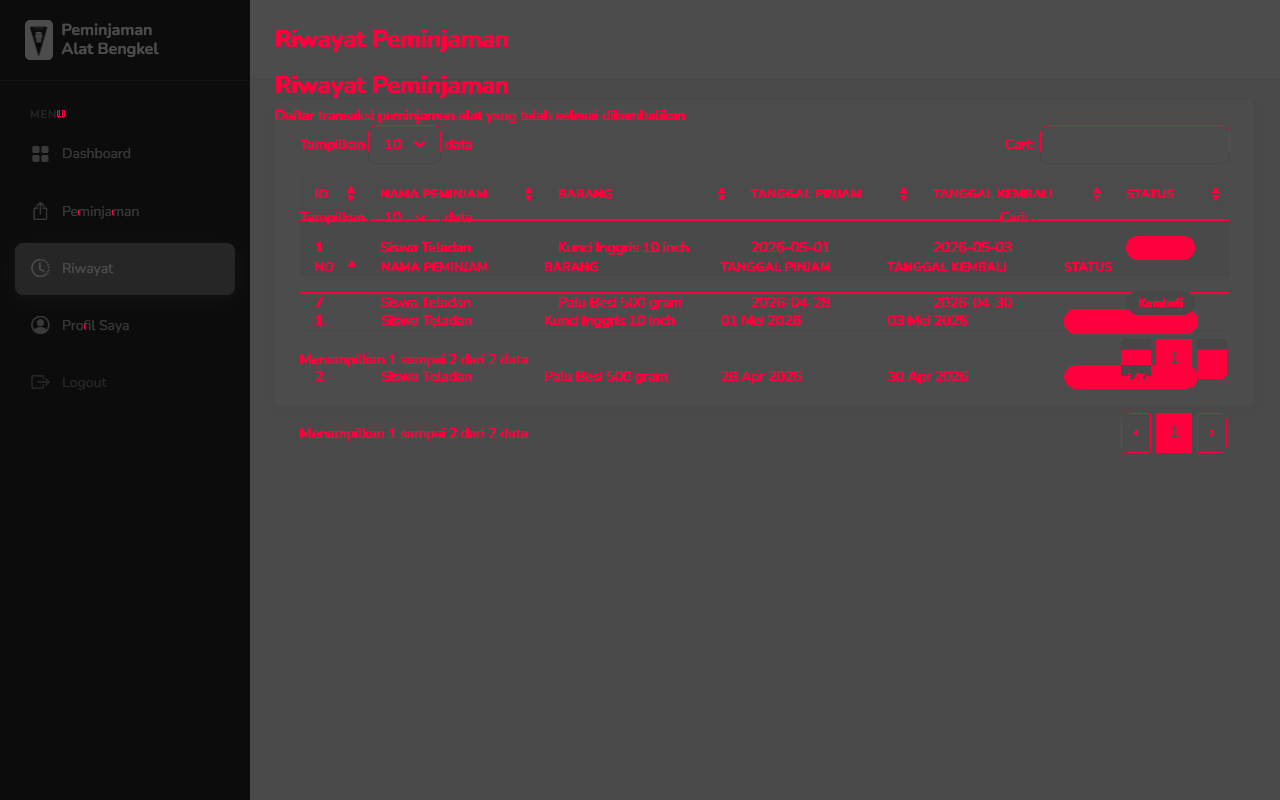 Peminjaman
Alat Bengkel
MENU
Dashboard
Peminjaman
Riwayat
Profil Saya
Logout
Riwayat Peminjaman
Riwayat Peminjaman
Daftar transaksi peminjaman alat yang telah selesai dikembalikan
Tampilkan 10 data Cari:
ID NAMA PEMINJAM BARANG TANGGAL PINJAM TANGGAL KEMBALI STATUS
Tampilkan 10 data Cari:
1 Siswa Teladan Kunci Inggris 10 inch 2026-05-01 2026-05-03
NO NAMA PEMINJAM BARANG TANGGAL PINJAM TANGGAL KEMBALI STATUS
7 Siswa Teladan Palu Besi 500 gram 2026-04-28 2026-04-30 Kembali
1 Siswa Teladan Kunci Inggris 10 inch 01 Mei 2026 03 Mei 2026
Menampilkan 1 sampai 2 dari 2 data 1
2 Siswa Teladan Palu Besi 500 gram 28 Apr 2026 30 Apr 2026
Menampilkan 1 sampai 2 dari 2 data ‹ 1 ›